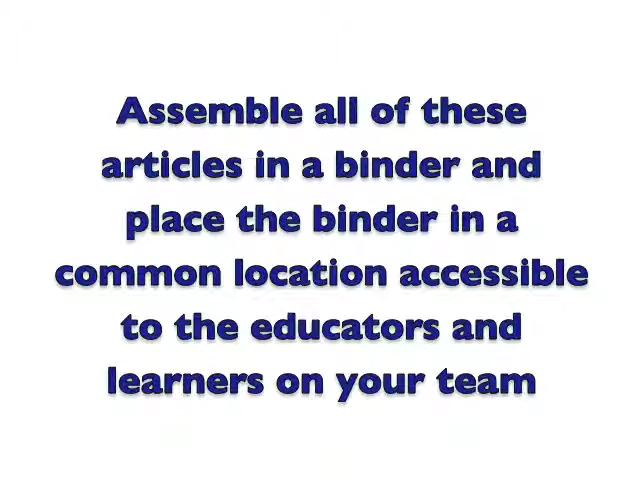 Assemble all of these
articles in a binder and
place the binder in a
common location accessible
to the educators and
learners on your team